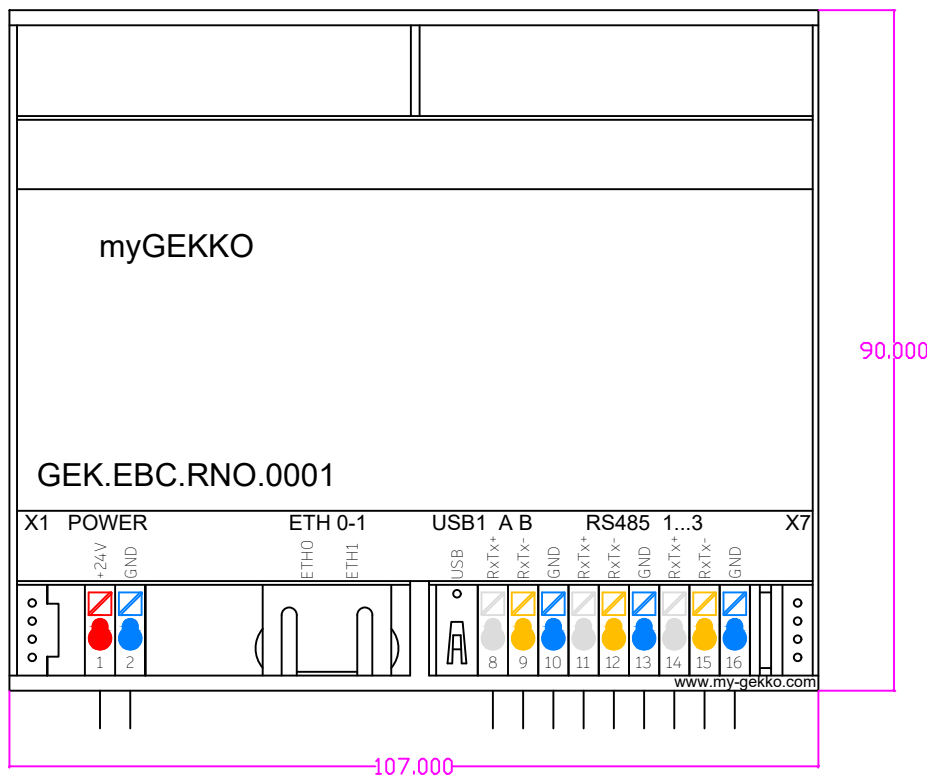 myGEKKO
90.000
GEK.EBC.RNO.0001
X1 POWER ETH 0-1 USB1 A B RS485 1...3 X7
+24V GND ETH0 ETH1 USB RxTx+ RxTx- GND RxTx+ RxTx- GND RxTx+ RxTx- GND
1 2 8 9 10 11 12 13 14 15 16
www.my-gekko.com
107.000